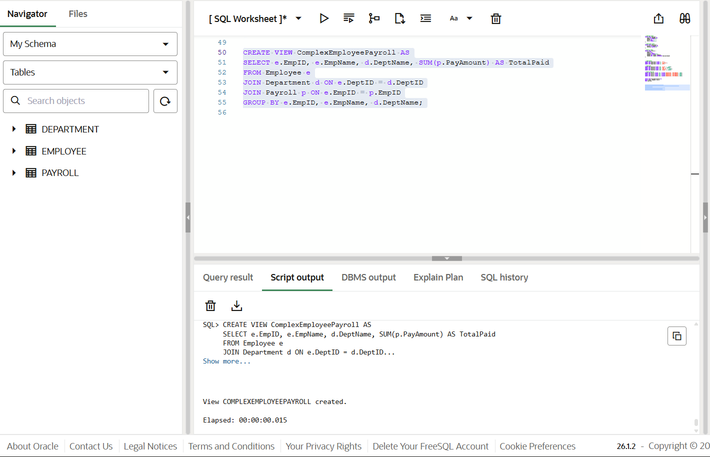 Navigator
Files
My Schema
Tables
Search objects
DEPARTMENT
EMPLOYEE
PAYROLL
[ SQL Worksheet ]*
Aa
49
50 CREATE VIEW ComplexEmployeePayroll AS
51 SELECT e.EmpID, e.EmpName, d.DeptName, SUM(p.PayAmount) AS TotalPaid
52 FROM Employee e
53 JOIN Department d ON e.DeptID = d.DeptID
54 JOIN Payroll p ON e.EmpID = p.EmpID
55 GROUP BY e.EmpID, e.EmpName, d.DeptName;
56
Query result Script output DBMS output Explain Plan SQL history
SQL> CREATE VIEW ComplexEmployeePayroll AS
SELECT e.EmpID, e.EmpName, d.DeptName, SUM(p.PayAmount) AS TotalPaid
FROM Employee e
JOIN Department d ON e.DeptID = d.DeptID...
Show more...
View COMPLEXEMPLOYEEPAYROLL created.
Elapsed: 00:00:00.015
About Oracle Contact Us Legal Notices Terms and Conditions Your Privacy Rights Delete Your FreeSQL Account Cookie Preferences 26.1.2 - Copyright © 20